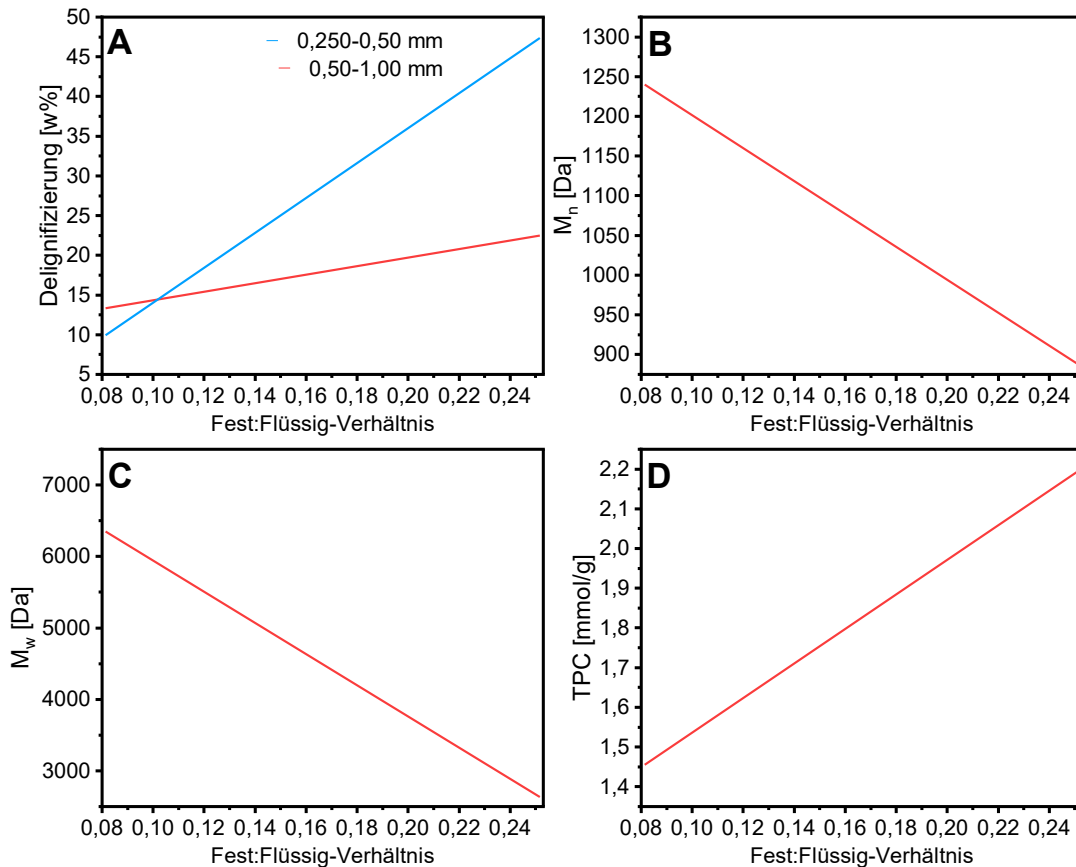 A
0,250-0,50 mm
0,50-1,00 mm
Delignifizierung [w%]
50
45
40
35
30
25
20
15
10
5
0,08 0,10 0,12 0,14 0,16 0,18 0,20 0,22 0,24
Fest:Flüssig-Verhältnis
B
Mn [Da]
1300
1250
1200
1150
1100
1050
1000
950
900
0,08 0,10 0,12 0,14 0,16 0,18 0,20 0,22 0,24
Fest:Flüssig-Verhältnis
C
Mw [Da]
7000
6000
5000
4000
3000
0,08 0,10 0,12 0,14 0,16 0,18 0,20 0,22 0,24
Fest:Flüssig-Verhältnis
D
TPC [mmol/g]
2,2
2,1
2,0
1,9
1,8
1,7
1,6
1,5
1,4
0,08 0,10 0,12 0,14 0,16 0,18 0,20 0,22 0,24
Fest:Flüssig-Verhältnis